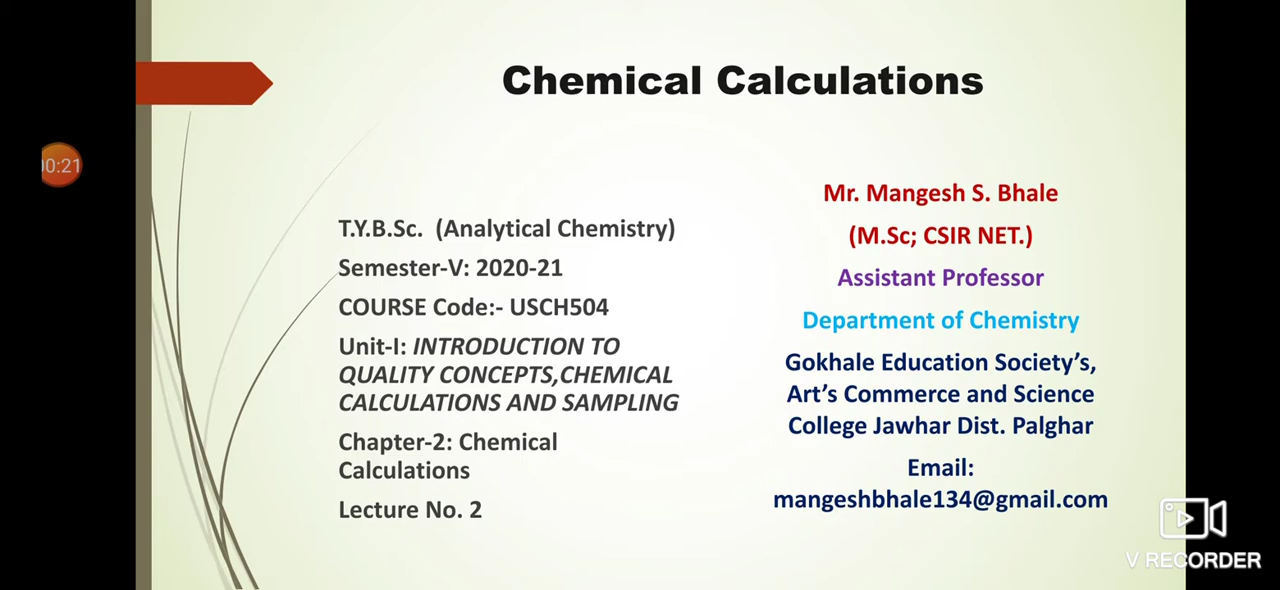 Chemical Calculations
00:21
T.Y.B.Sc. (Analytical Chemistry)
Semester-V: 2020-21
COURSE Code:- USCH504
Unit-I: INTRODUCTION TO
QUALITY CONCEPTS,CHEMICAL
CALCULATIONS AND SAMPLING
Chapter-2: Chemical
Calculations
Lecture No. 2
Mr. Mangesh S. Bhale
(M.Sc; CSIR NET.)
Assistant Professor
Department of Chemistry
Gokhale Education Society’s,
Art’s Commerce and Science
College Jawhar Dist. Palghar
Email:
mangeshbhale134@gmail.com
V RECORDER